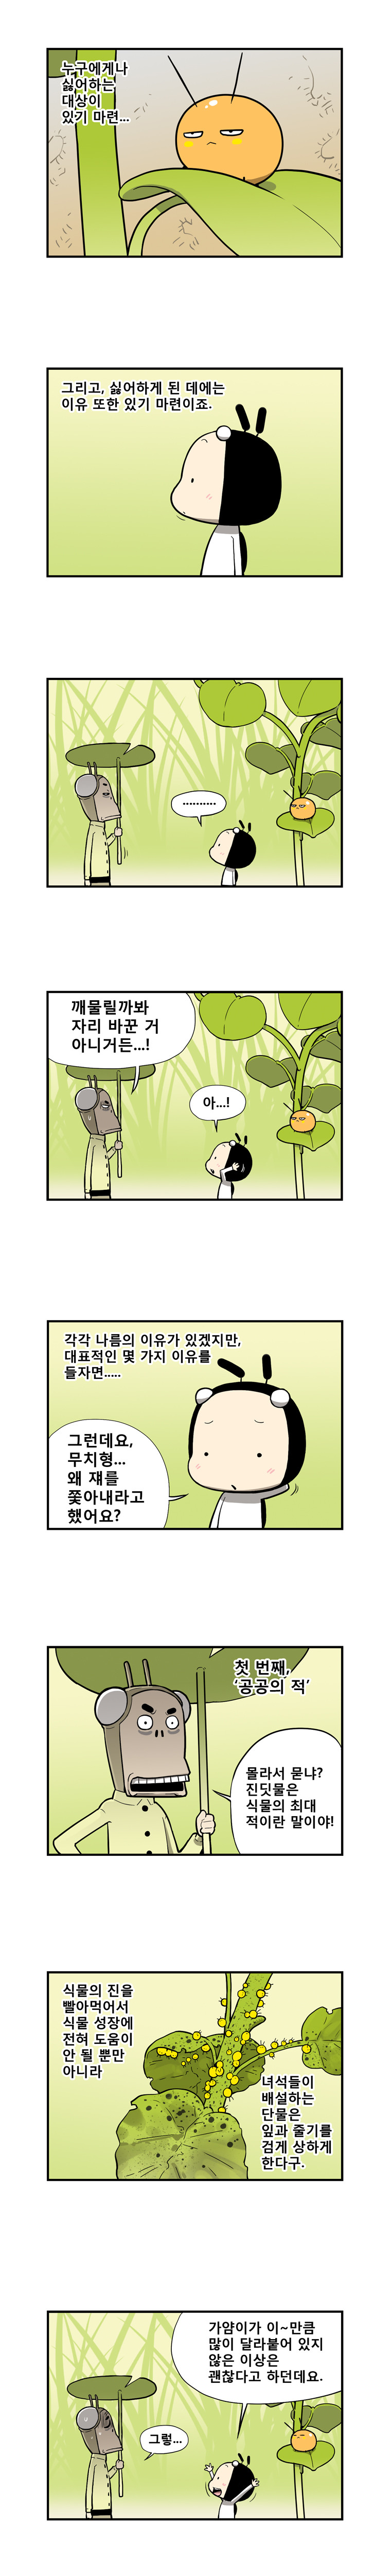 누구에게나
싫어하는
대상이
있기 마련...
그리고, 싫어하게 된 데에는
이유 또한 있기 마련이죠.
..........
깨물릴까봐
자리 바꾼 거
아니거든...!
아...!
각각 나름의 이유가 있겠지만,
대표적인 몇 가지 이유를
들자면.....
그런데요,
무치형...
왜 쟤를
쫓아내라고
했어요?
첫 번째,
'공공의 적'
몰라서 묻냐?
진딧물은
식물의 최대
적이란 말이야!
식물의 진을
빨아먹어서
식물 성장에
전혀 도움이
안 될 뿐만
아니라
녀석들이
배설하는
단물은
잎과 줄기를
검게 상하게
한다구.
가얌이가 이~만큼
많이 달라붙어 있지
않은 이상은
괜찮다고 하던데요.
그렇...